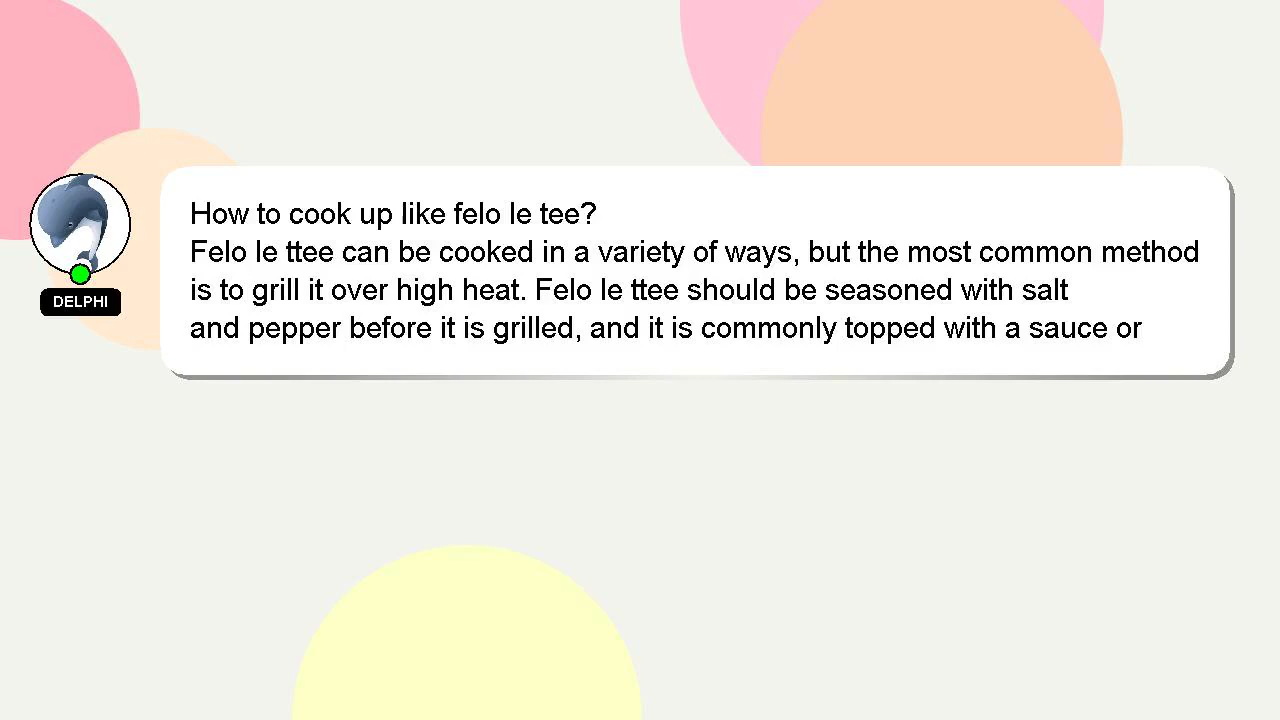 How to cook up like felo le tee?
Felo le ttee can be cooked in a variety of ways, but the most common method
is to grill it over high heat. Felo le ttee should be seasoned with salt
and pepper before it is grilled, and it is commonly topped with a sauce or
DELPHI